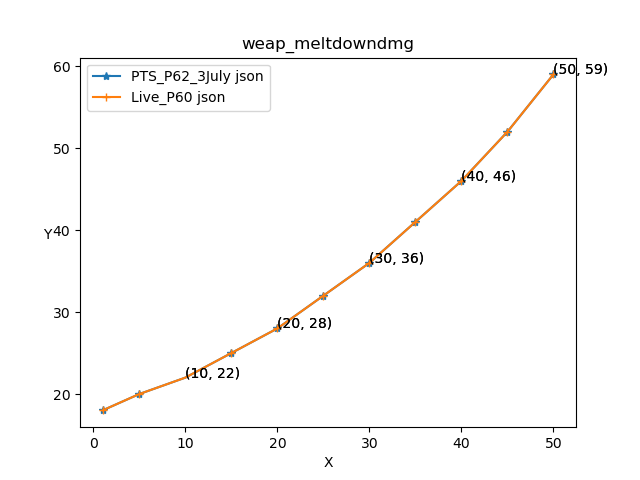 weap_meltdowndmg
PTS_P62_3July json
Live_P60 json
(50, 59)
(40, 46)
(30, 36)
(20, 28)
(10, 22)
60
50
40
30
20
Y
0 10 20 30 40 50
X